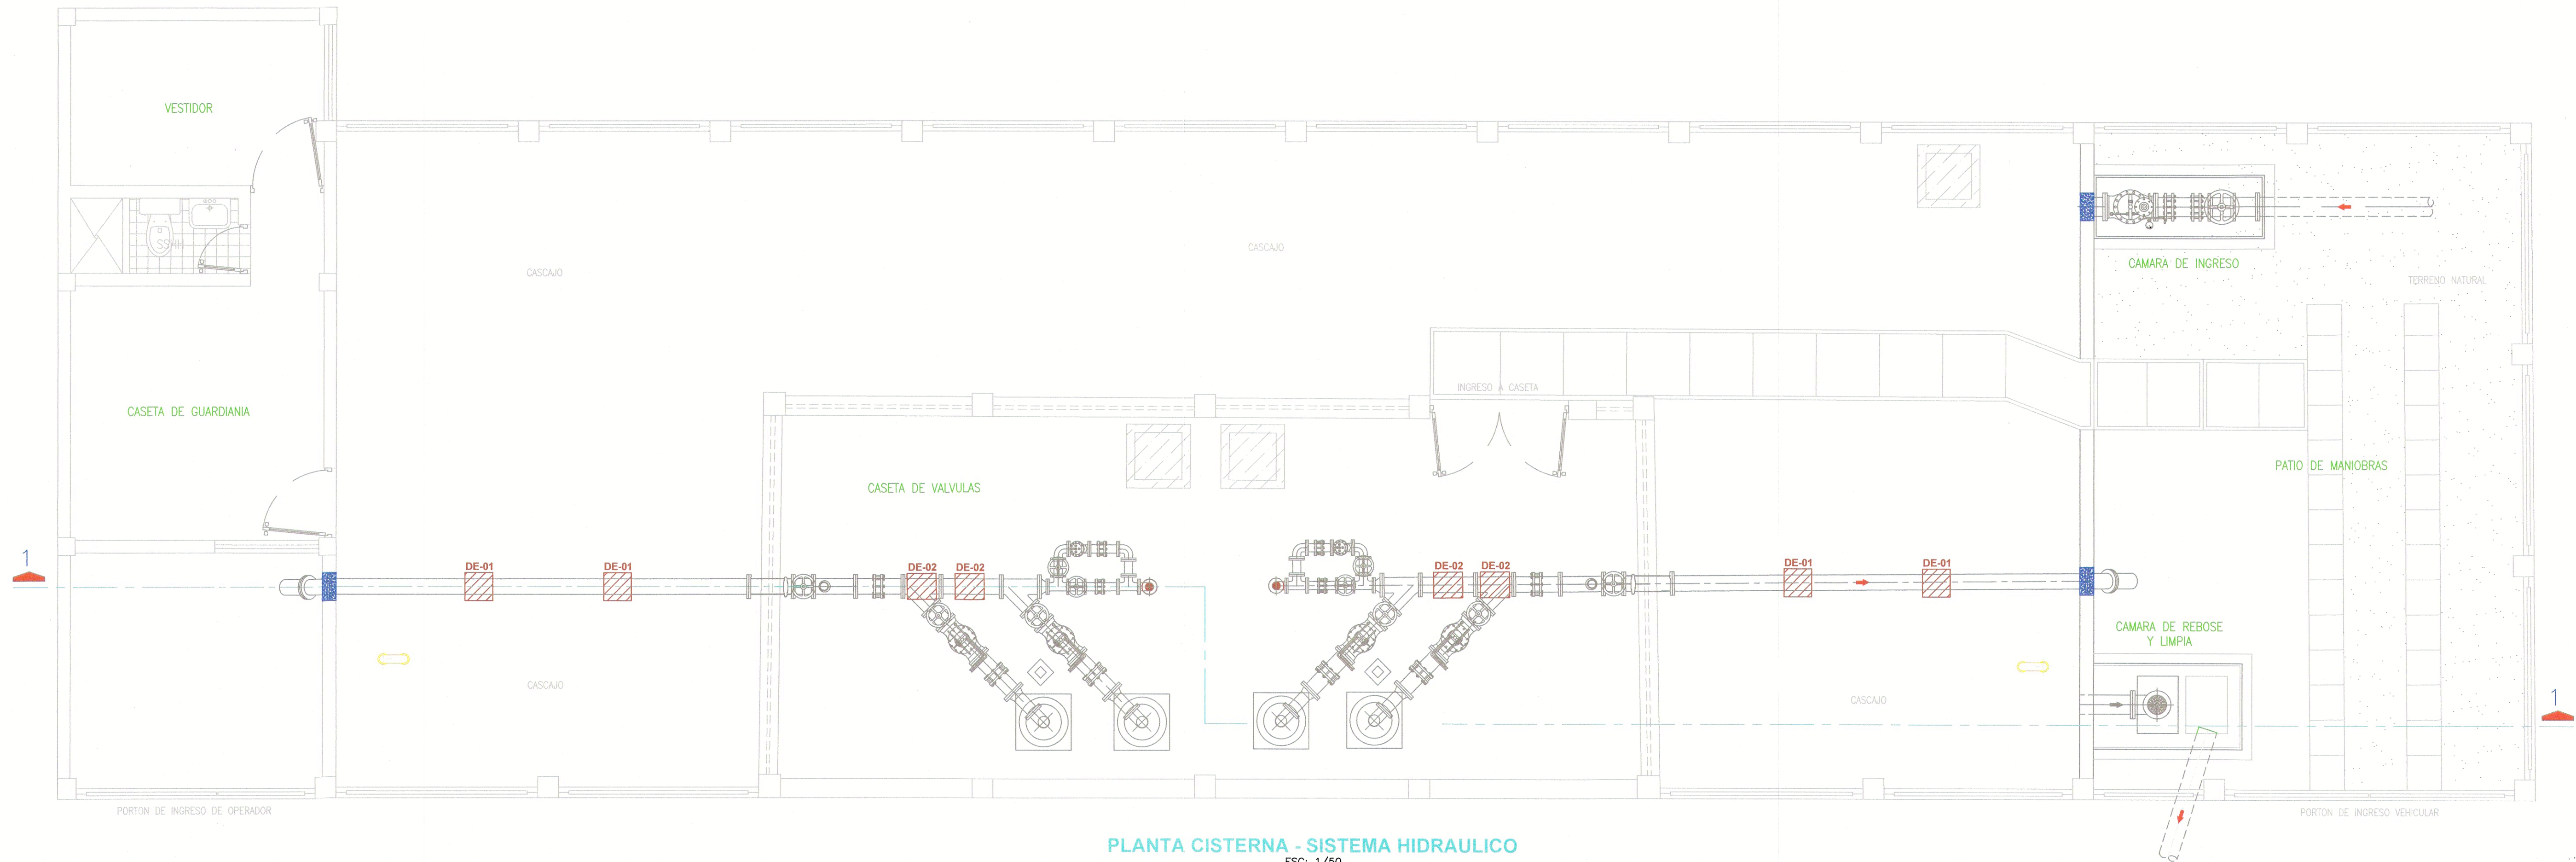 VESTIDOR
SSHH
CASCAJO
CASCAJO
CAMARA DE INGRESO
TERRENO NATURAL
INGRESO A CASETA
CASETA DE GUARDIANIA
CASETA DE VALVULAS
PATIO DE MANIOBRAS
1
DE-01
DE-01
DE-02
DE-02
DE-02
DE-02
DE-01
DE-01
CAMARA DE REBOSE
Y LIMPIA
CASCAJO
CASCAJO
1
PORTON DE INGRESO DE OPERADOR
PORTON DE INGRESO VEHICULAR
PLANTA CISTERNA - SISTEMA HIDRAULICO
ESC: 1/50